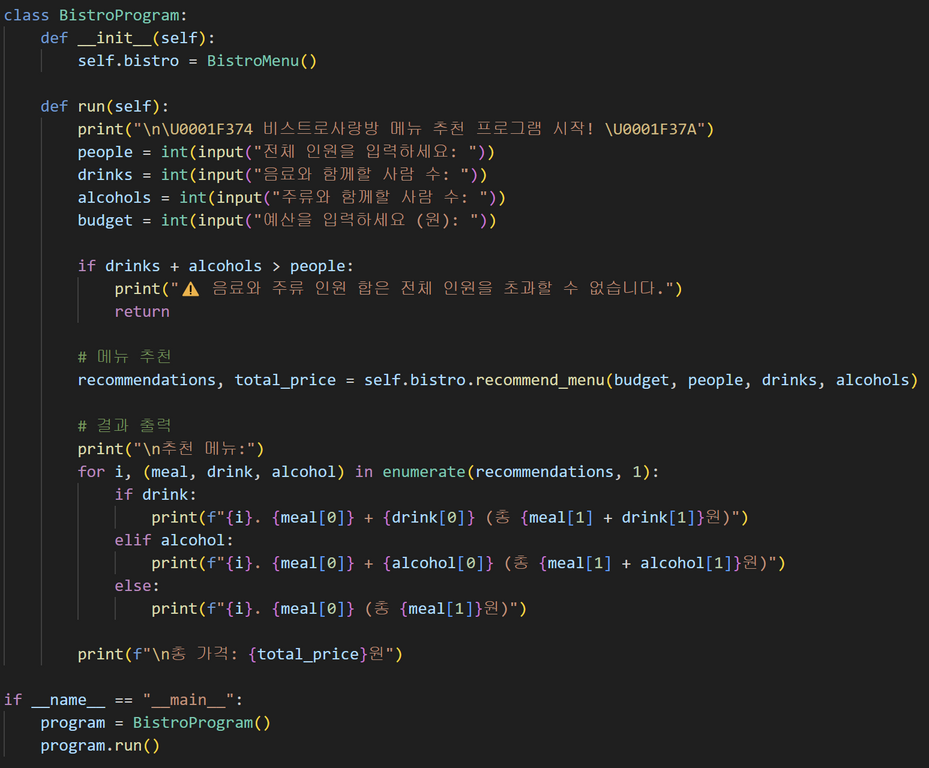 class BistroProgram:
    def __init__(self):
        self.bistro = BistroMenu()
    def run(self):
        print("\n\U0001F374 비스트로사랑방 메뉴 추천 프로그램 시작! \U0001F37A")
        people = int(input("전체 인원을 입력하세요: "))
        drinks = int(input("음료와 함께할 사람 수: "))
        alcohols = int(input("주류와 함께할 사람 수: "))
        budget = int(input("예산을 입력하세요 (원): "))
        if drinks + alcohols > people:
            print("⚠️ 음료와 주류 인원 합은 전체 인원을 초과할 수 없습니다.")
            return
        # 메뉴 추천
        recommendations, total_price = self.bistro.recommend_menu(budget, people, drinks, alcohols)
        # 결과 출력
        print("\n추천 메뉴:")
        for i, (meal, drink, alcohol) in enumerate(recommendations, 1):
            if drink:
                print(f"{i}. {meal[0]} + {drink[0]} (총 {meal[1] + drink[1]}원)")
            elif alcohol:
                print(f"{i}. {meal[0]} + {alcohol[0]} (총 {meal[1] + alcohol[1]}원)")
            else:
                print(f"{i}. {meal[0]} (총 {meal[1]}원)")
        print(f"\n총 가격: {total_price}원")
if __name__ == "__main__":
    program = BistroProgram()
    program.run()